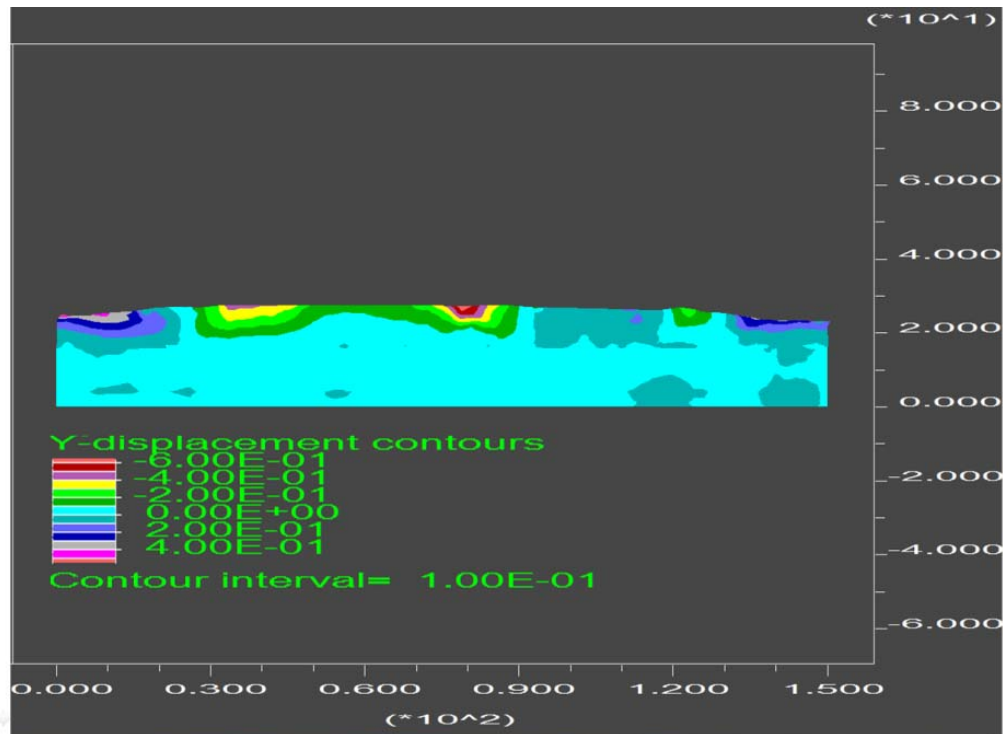 (*10^1)
8.000
6.000
4.000
2.000
0.000
-2.000
-4.000
-6.000
Y-displacement contours
-6.00E-01
-4.00E-01
-2.00E-01
0.00E+00
2.00E-01
4.00E-01
Contour interval= 1.00E-01
0.000 0.300 0.600 0.900 1.200 1.500
(*10^2)